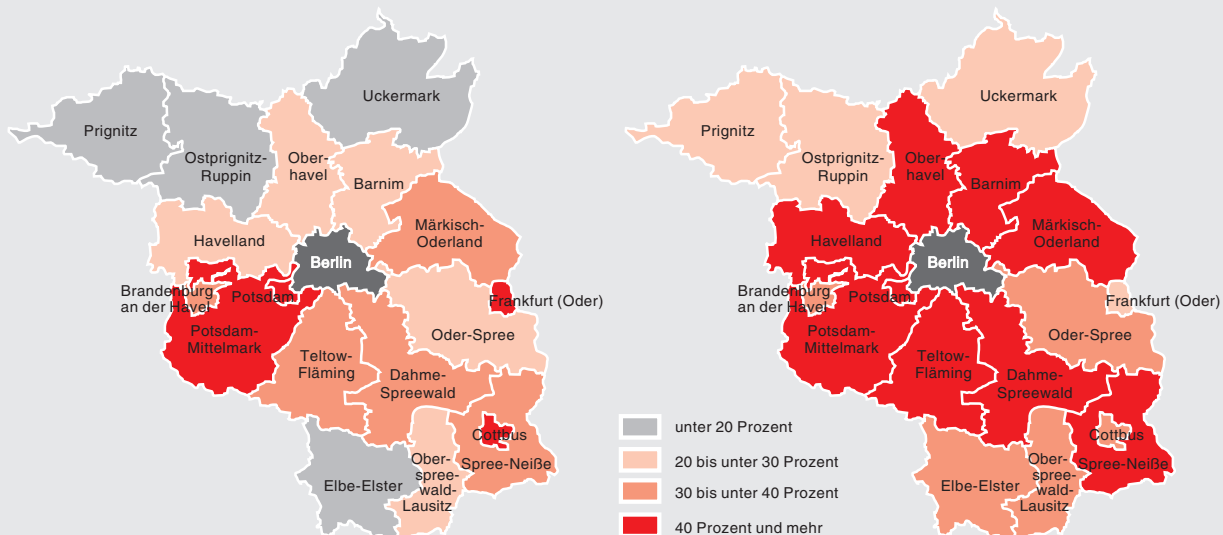 Uckermark
Prignitz
Ostprignitz-
Ruppin
Ober-
havel
Barnim
Märkisch-
Oderland
Havelland
Berlin
Brandenburg
an der Havel
Potsdam
Frankfurt (Oder)
Potsdam-
Mittelmark
Oder-Spree
Teltow-
Fläming
Dahme-
Spreewald
Cottbus
Spree-Neiße
Elbe-Elster
Ober-
spree-
wald-
Lausitz
Uckermark
Prignitz
Ostprignitz-
Ruppin
Ober-
havel
Barnim
Märkisch-
Oderland
Havelland
Berlin
Brandenburg
an der Havel
Potsdam
Frankfurt (Oder)
Potsdam-
Mittelmark
Oder-Spree
Teltow-
Fläming
Dahme-
Spreewald
Cottbus
Spree-Neiße
Elbe-Elster
Ober-
spree-
wald-
Lausitz
unter 20 Prozent
20 bis unter 30 Prozent
30 bis unter 40 Prozent
40 Prozent und mehr